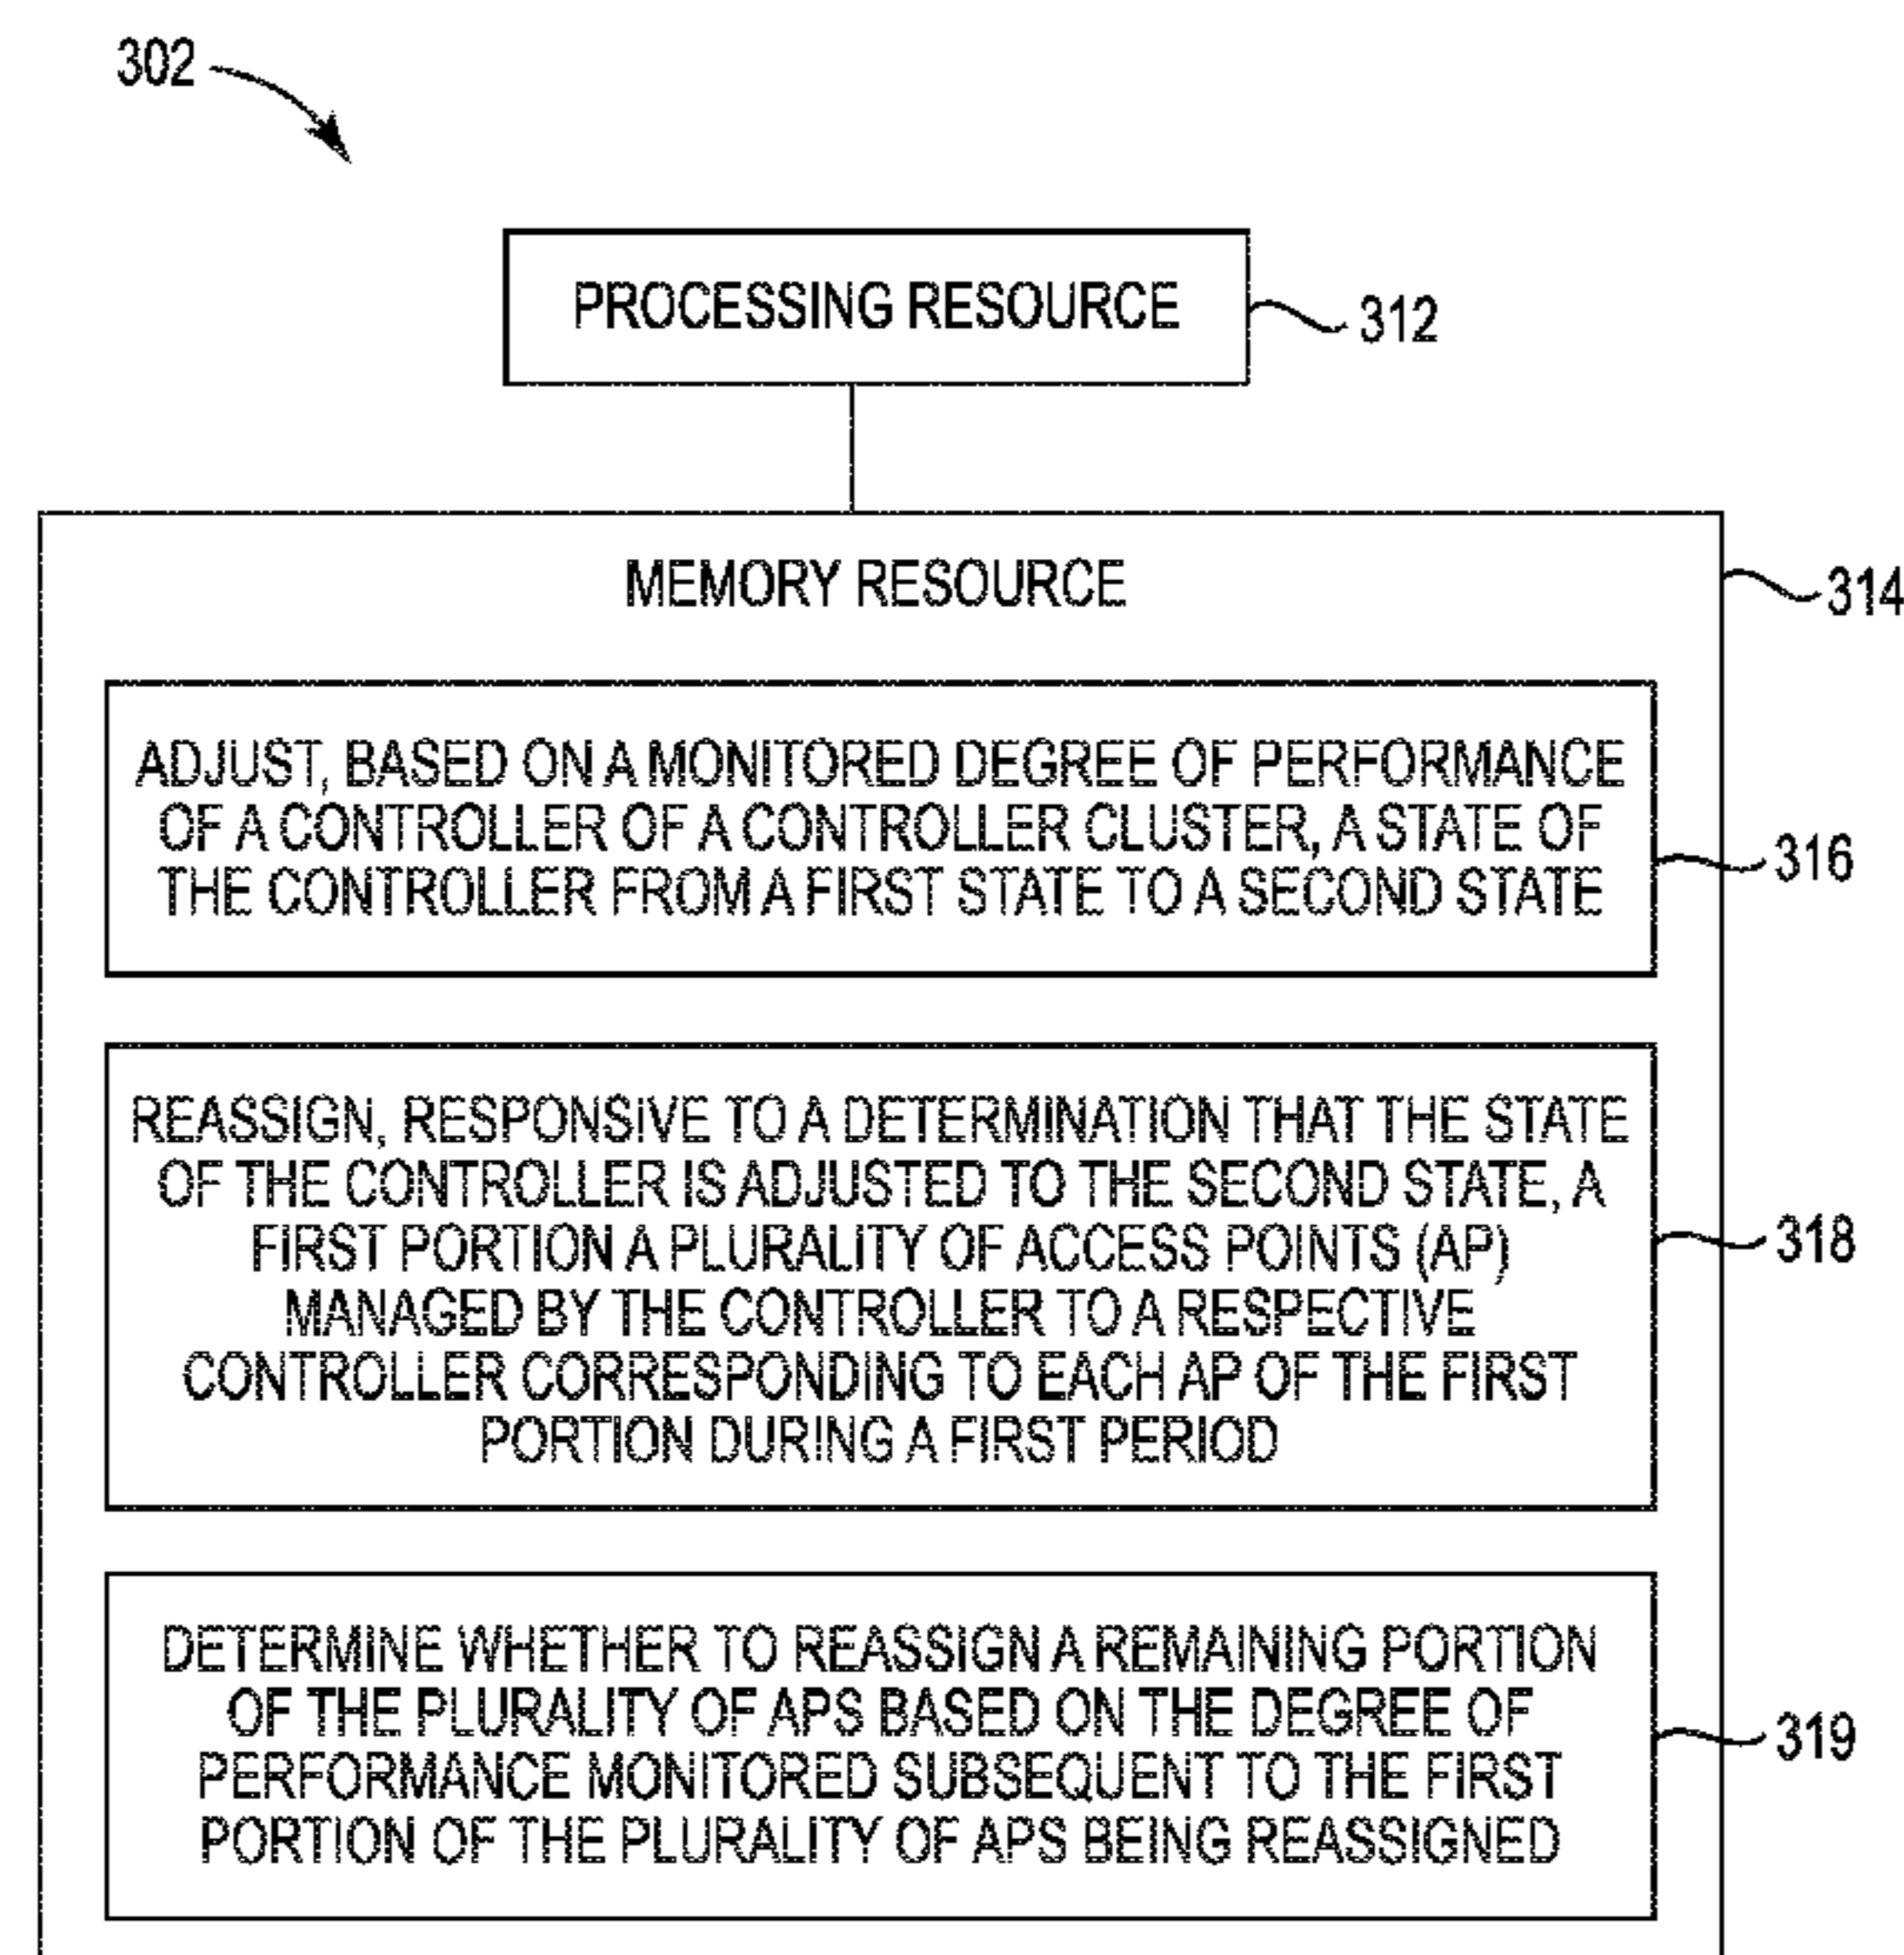 302
PROCESSING RESOURCE
312
MEMORY RESOURCE
314
ADJUST, BASED ON A MONITORED DEGREE OF PERFORMANCE
OF A CONTROLLER OF A CONTROLLER CLUSTER, A STATE OF
THE CONTROLLER FROM A FIRST STATE TO A SECOND STATE
316
REASSIGN, RESPONSIVE TO A DETERMINATION THAT THE STATE
OF THE CONTROLLER IS ADJUSTED TO THE SECOND STATE, A
FIRST PORTION A PLURALITY OF ACCESS POINTS (AP)
MANAGED BY THE CONTROLLER TO A RESPECTIVE
CONTROLLER CORRESPONDING TO EACH AP OF THE FIRST
PORTION DURING A FIRST PERIOD
318
DETERMINE WHETHER TO REASSIGN A REMAINING PORTION
OF THE PLURALITY OF APS BASED ON THE DEGREE OF
PERFORMANCE MONITORED SUBSEQUENT TO THE FIRST
PORTION OF THE PLURALITY OF APS BEING REASSIGNED
319